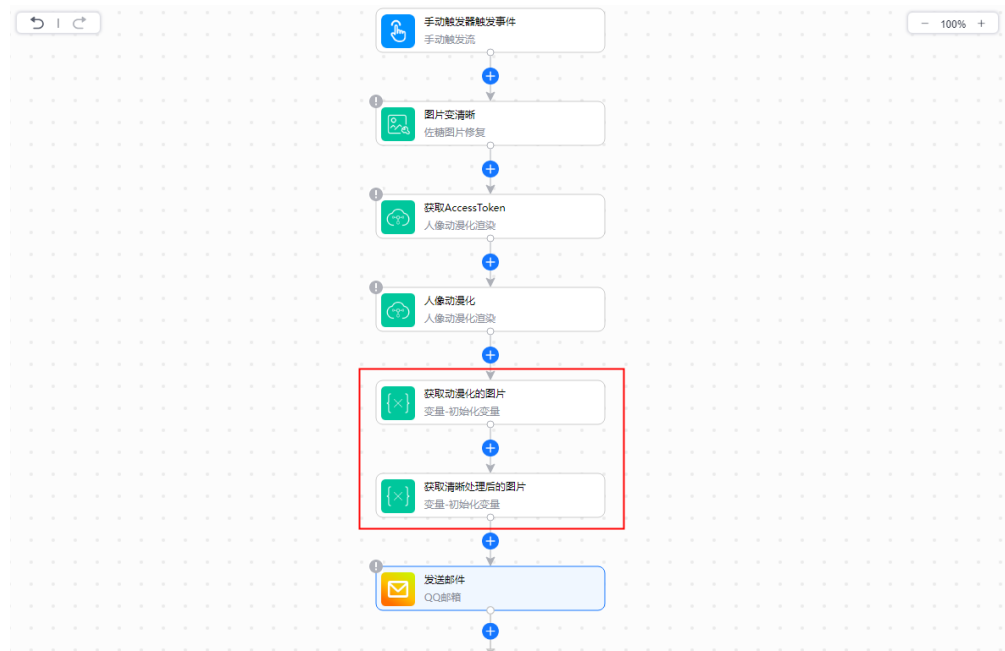 手动触发器触发事件
手动触发流
100%
图片变清晰
佐糖图片修复
获取AccessToken
人像动漫化渲染
人像动漫化
人像动漫化渲染
获取动漫化的图片
变量-初始化变量
获取清晰处理后的图片
变量-初始化变量
发送邮件
QQ邮箱